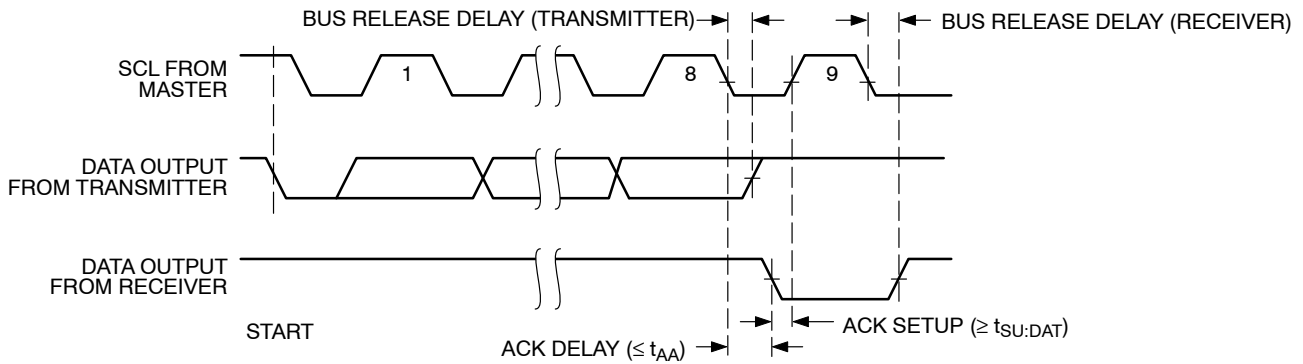 BUS RELEASE DELAY (TRANSMITTER)
BUS RELEASE DELAY (RECEIVER)
SCL FROM
MASTER
1
8
9
DATA OUTPUT
FROM TRANSMITTER
DATA OUTPUT
FROM RECEIVER
START
ACK SETUP (≥ tSU:DAT)
ACK DELAY (≤ tAA)